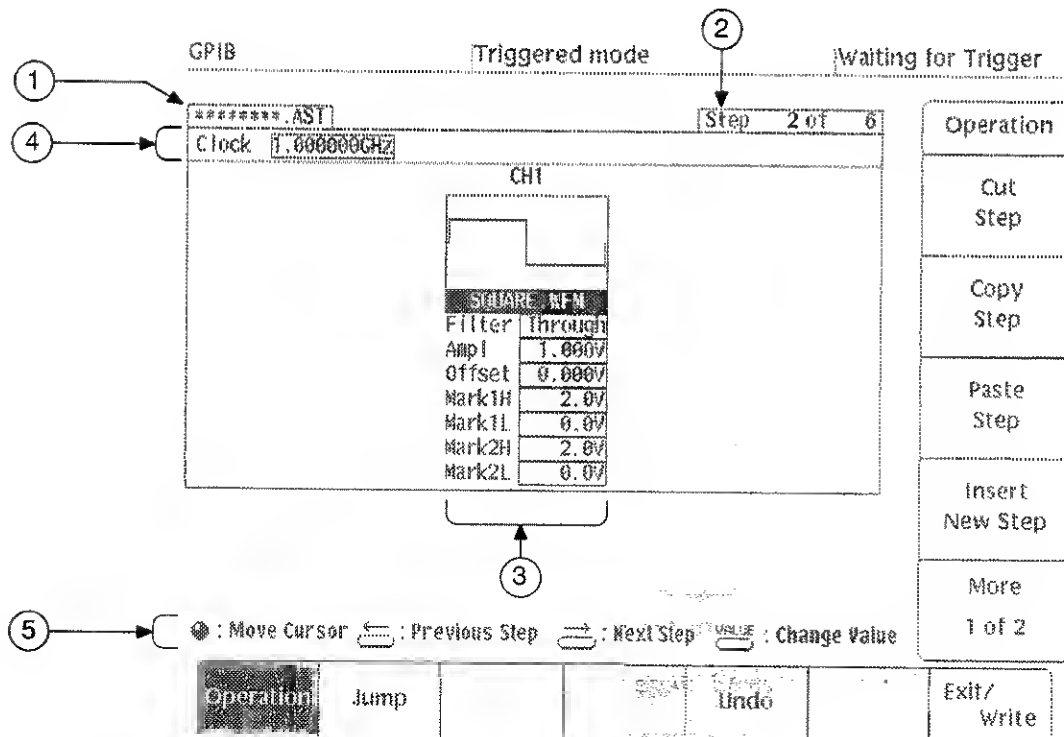 2
GPIB Triggered mode Waiting for Trigger
1
********.AST Step 2 of 6
4
Clock 1.000000GHz
CH1
SQUARE.WFM
Filter Through
Ampl 1.000V
Offset 0.000V
Mark1H 2.0V
Mark1L 0.0V
Mark2H 2.0V
Mark2L 0.0V
3
Operation
Cut
Step
Copy
Step
Paste
Step
Insert
New Step
More
1 of 2
5
: Move Cursor : Previous Step : Next Step VALUE : Change Value
Operation Jump Undo Exit/
Write